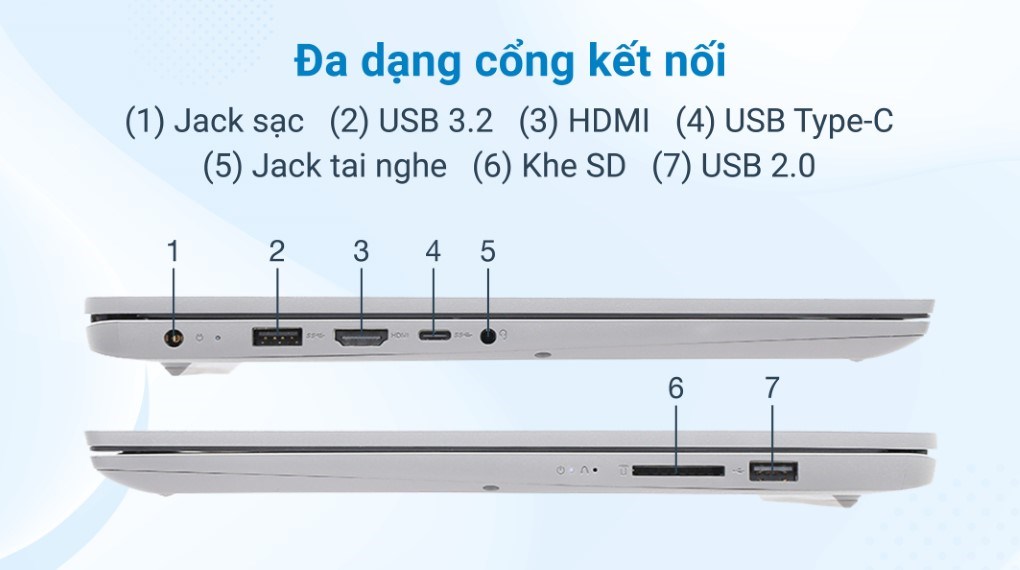 Đa dạng cổng kết nối
(1) Jack sạc (2) USB 3.2 (3) HDMI (4) USB Type-C
(5) Jack tai nghe (6) Khe SD (7) USB 2.0
1 2 3 4 5
HDMI
6 7